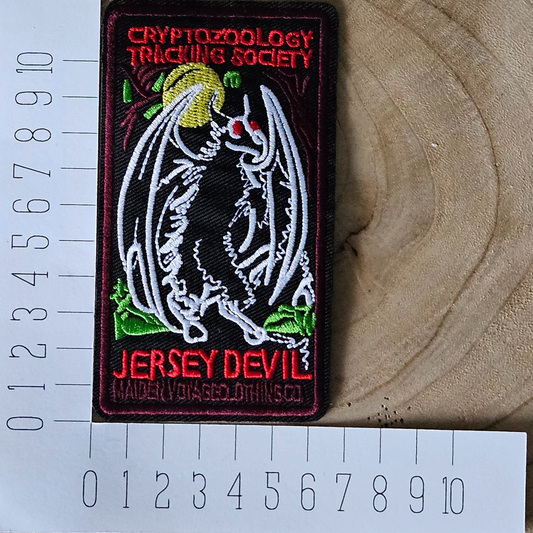 CRYPTOZOOLOGY
TRACKING SOCIETY
JERSEY DEVIL
MAIDEN VOYAGE CLOTHING CO.
10
9
8
7
6
5
4
3
2
1
0
0 1 2 3 4 5 6 7 8 9 10